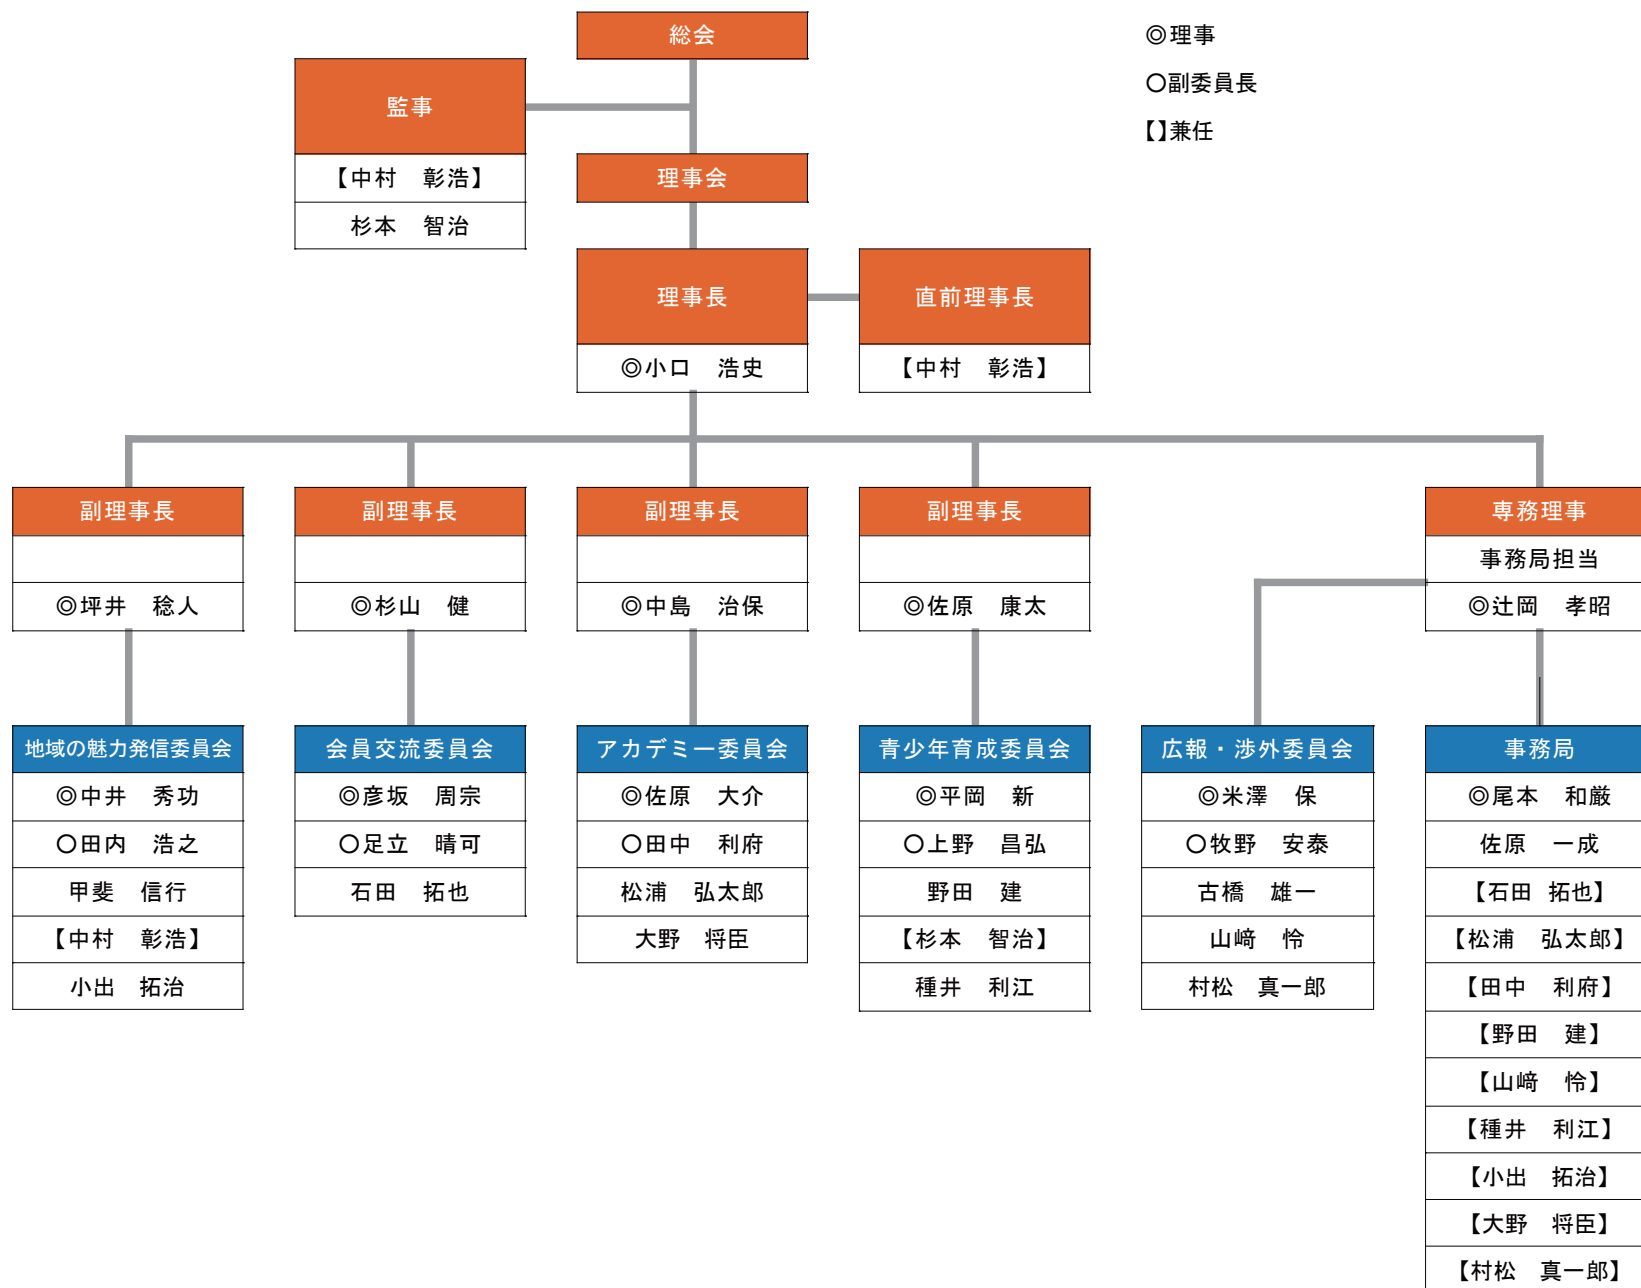 総会
◎理事
〇副委員長
【】兼任
監事
【中村　彰浩】
杉本　智治
理事会
理事長
◎小口　浩史
直前理事長
【中村　彰浩】
副理事長
◎坪井　稔人
副理事長
◎杉山　健
副理事長
◎中島　治保
副理事長
◎佐原　康太
専務理事
事務局担当
◎辻岡　孝昭
地域の魅力発信委員会
◎中井　秀功
〇田内　浩之
甲斐　信行
【中村　彰浩】
小出　拓治
会員交流委員会
◎彦坂　周宗
〇足立　晴可
石田　拓也
アカデミー委員会
◎佐原　大介
〇田中　利府
松浦　弘太郎
大野　将臣
青少年育成委員会
◎平岡　新
〇上野　昌弘
野田　建
【杉本　智治】
種井　利江
広報・渉外委員会
◎米澤　保
〇牧野　安泰
古橋　雄一
山﨑　怜
村松　真一郎
事務局
◎尾本　和厳
佐原　一成
【石田 拓也】
【松浦　弘太郎】
【田中　利府】
【野田　建】
【山﨑　怜】
【種井　利江】
【小出　拓治】
【大野　将臣】
【村松　真一郎】